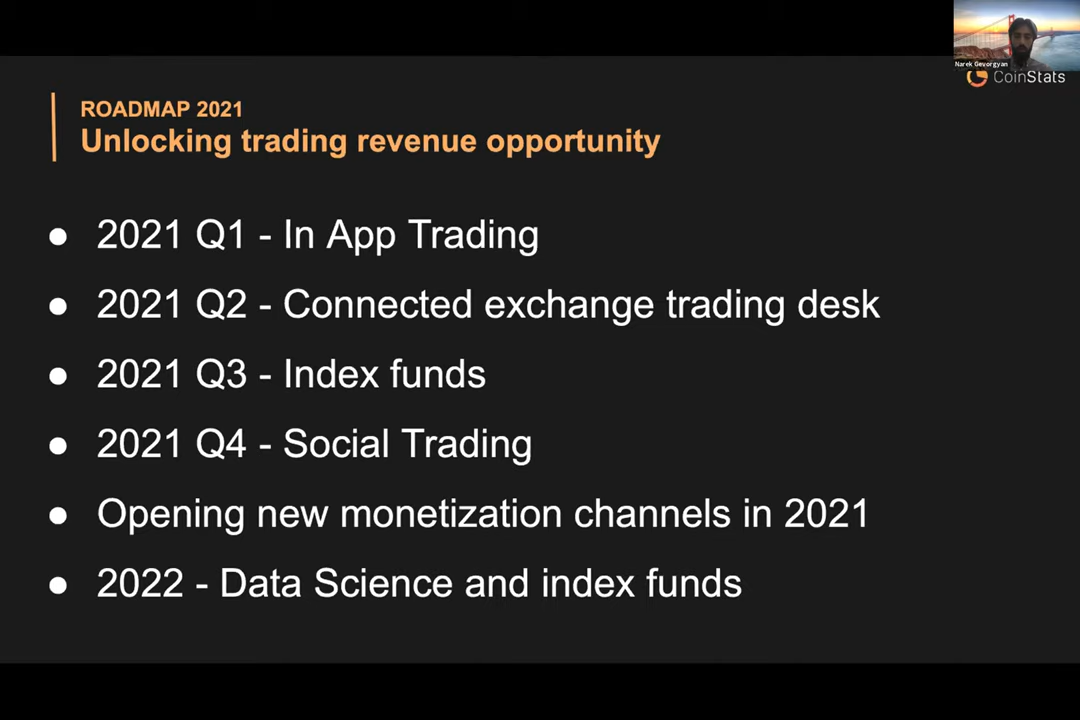 Narek Gevorgyan
CoinStats
ROADMAP 2021
Unlocking trading revenue opportunity
● 2021 Q1 - In App Trading
● 2021 Q2 - Connected exchange trading desk
● 2021 Q3 - Index funds
● 2021 Q4 - Social Trading
● Opening new monetization channels in 2021
● 2022 - Data Science and index funds